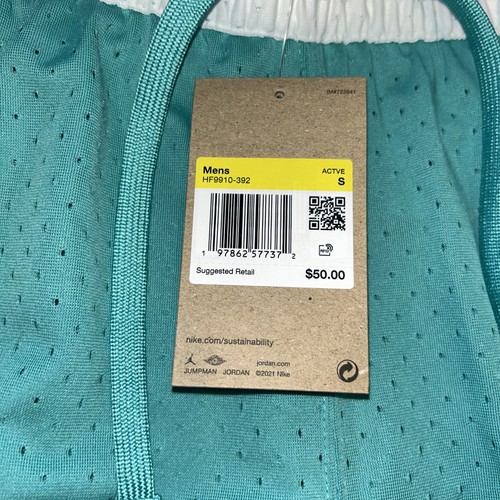 Mens
ACTVE
HF9910-392
S
1 97862 57737 2
RFID
Suggested Retail
$50.00
nike.com/sustainability
jordan.com
JUMPMAN JORDAN ©2021 Nike